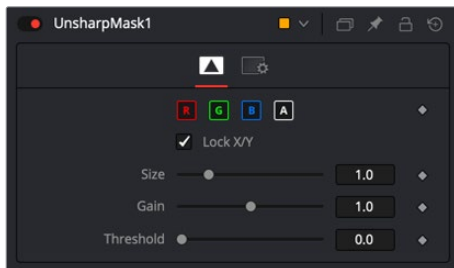 UnsharpMask1
R G B A
Lock X/Y
Size 1.0
Gain 1.0
Threshold 0.0